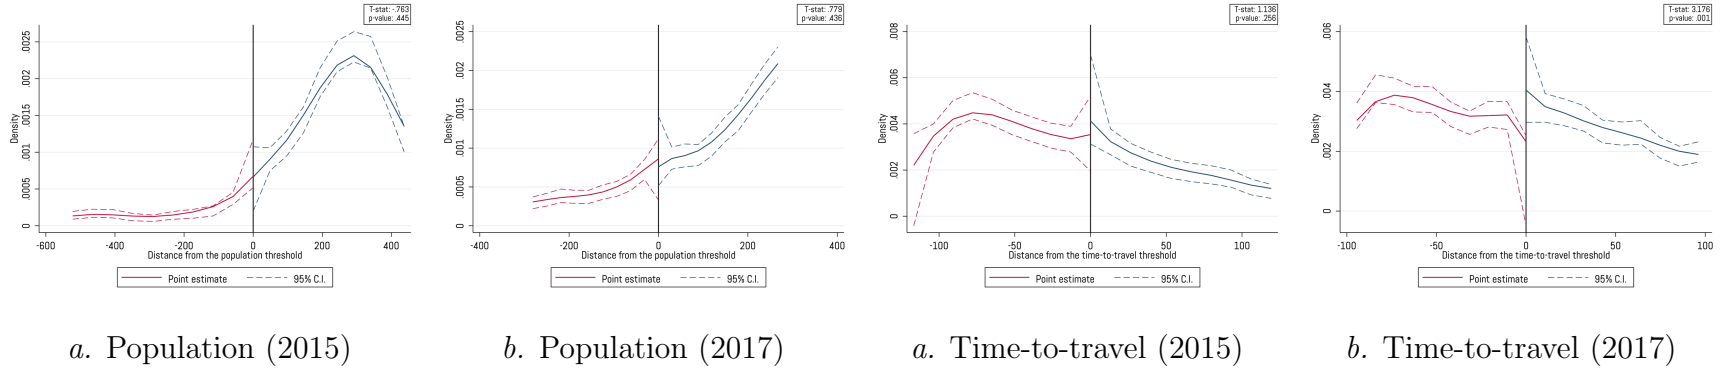 T-stat: -.763
p-value: .445
Density
0
.0005
.001
.0015
.002
.0025
-600
-400
-200
0
200
400
Distance from the population threshold
Point estimate
95% C.I.
a. Population (2015)
T-stat: .779
p-value: .436
Density
0
.0005
.001
.0015
.002
.0025
-400
-200
0
200
400
Distance from the population threshold
Point estimate
95% C.I.
b. Population (2017)
T-stat: 1.136
p-value: .256
Density
0
.002
.004
.006
.008
-100
-50
0
50
100
Distance from the time-to-travel threshold
Point estimate
95% C.I.
a. Time-to-travel (2015)
T-stat: 3.176
p-value: .001
Density
0
.002
.004
.006
-100
-50
0
50
100
Distance from the time-to-travel threshold
Point estimate
95% C.I.
b. Time-to-travel (2017)